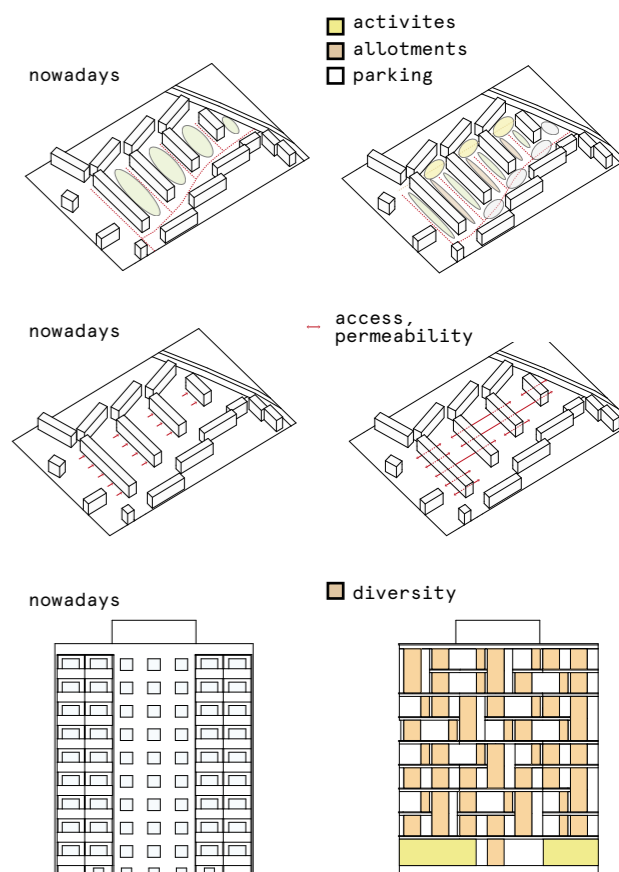 activites
allotments
nowadays
parking
nowadays
access,
permeability
nowadays
diversity